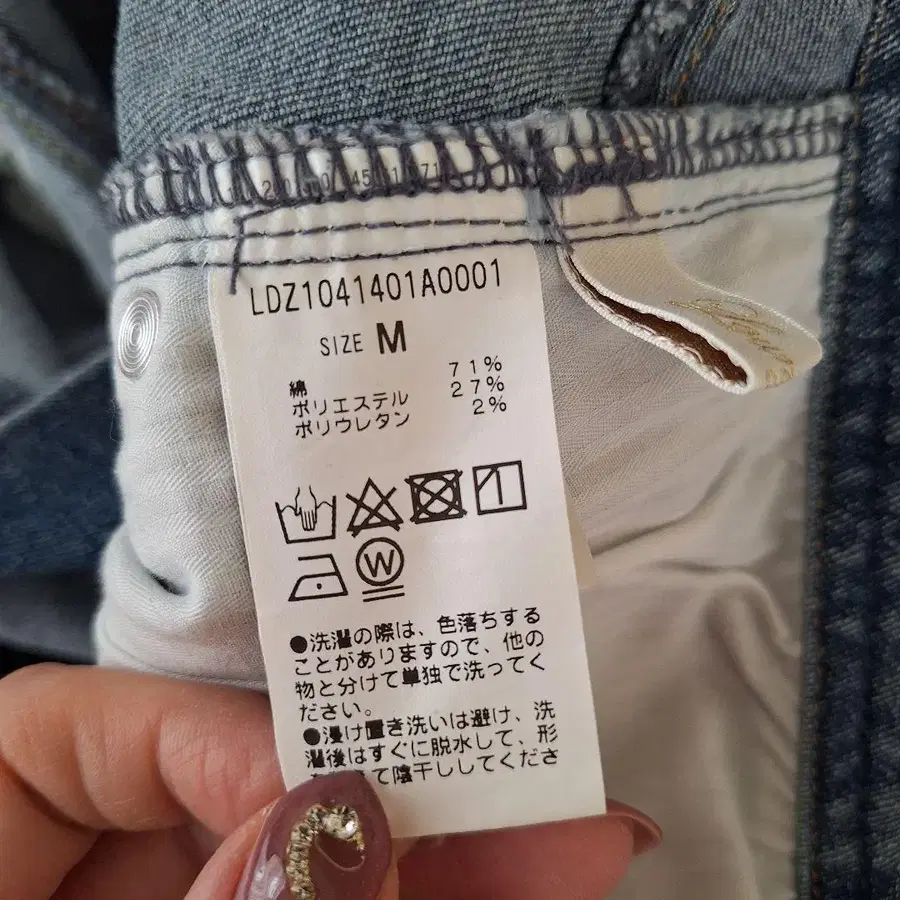 LDZ1041401A0001
SIZE M
綿 71%
ポリエステル 27%
ポリウレタン 2%
W
●洗濯の際は、色落ちする
ことがありますので、他の
物と分けて単独で洗ってく
ださい。
●浸け置き洗いは避け、洗
濯後はすぐに脱水して、形
て陰干ししてくださ